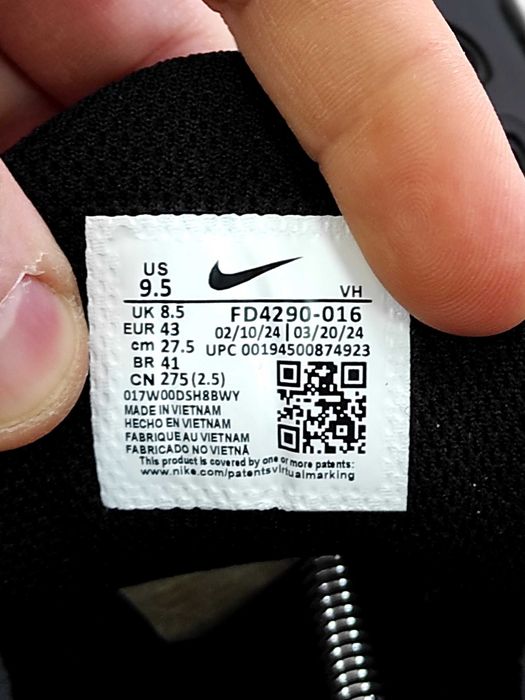 US
9.5
VH
UK 8.5
FD4290-016
EUR 43
02/10/24 | 03/20/24
cm 27.5
UPC 00194500874923
BR 41
CN 275(2.5)
017W00DSH8BWY
MADE IN VIETNAM
HECHO EN VIETNAM
FABRIQUE AU VIETNAM
FABRICADO NO VIETNÃ
This product is covered by one or more patents:
www.nike.com/patentsvirtualmarking